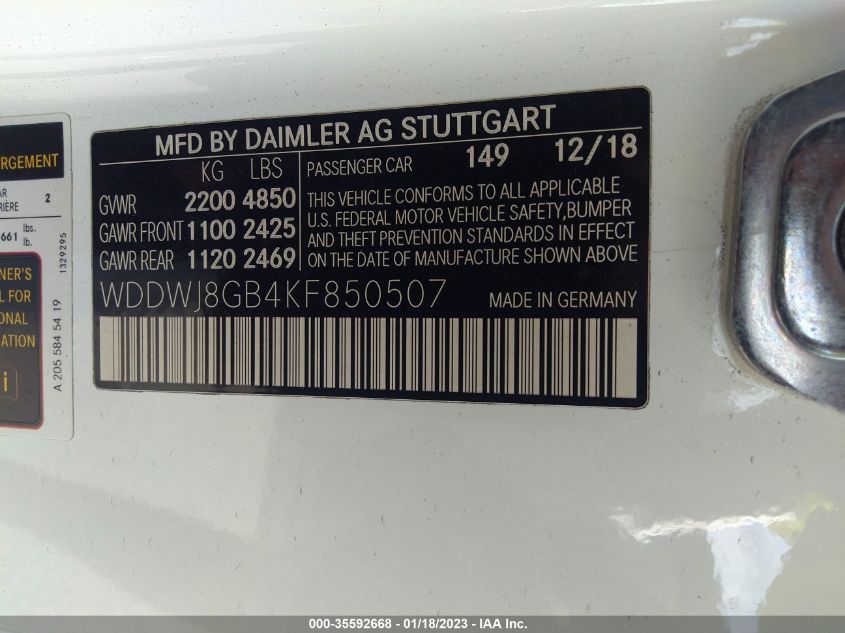 RGEMENT
AR
RIÈRE 2
661 lbs.
lb.
NER'S
L FOR
ONAL
ATION
i
1329295
A 205 584 54 19
MFD BY DAIMLER AG STUTTGART
KG LBS
GVWR 2200 4850
GAWR FRONT 1100 2425
GAWR REAR 1120 2469
PASSENGER CAR 149 12/18
THIS VEHICLE CONFORMS TO ALL APPLICABLE
U.S. FEDERAL MOTOR VEHICLE SAFETY,BUMPER
AND THEFT PREVENTION STANDARDS IN EFFECT
ON THE DATE OF MANUFACTURE SHOWN ABOVE
WDDWJ8GB4KF850507 MADE IN GERMANY
000-35592668 - 01/18/2023 - IAA Inc.